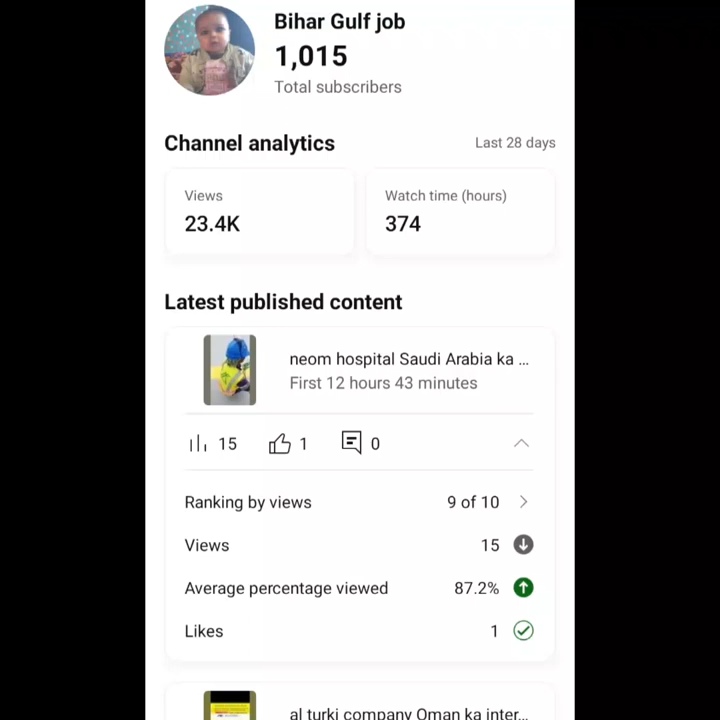 Bihar Gulf job
1,015
Total subscribers
Channel analytics
Last 28 days
Views
Watch time (hours)
23.4K
374
Latest published content
neom hospital Saudi Arabia ka ...
First 12 hours 43 minutes
15
1
0
Ranking by views
9 of 10
Views
15
Average percentage viewed
87.2%
Likes
1
al turki company Oman ka inter...